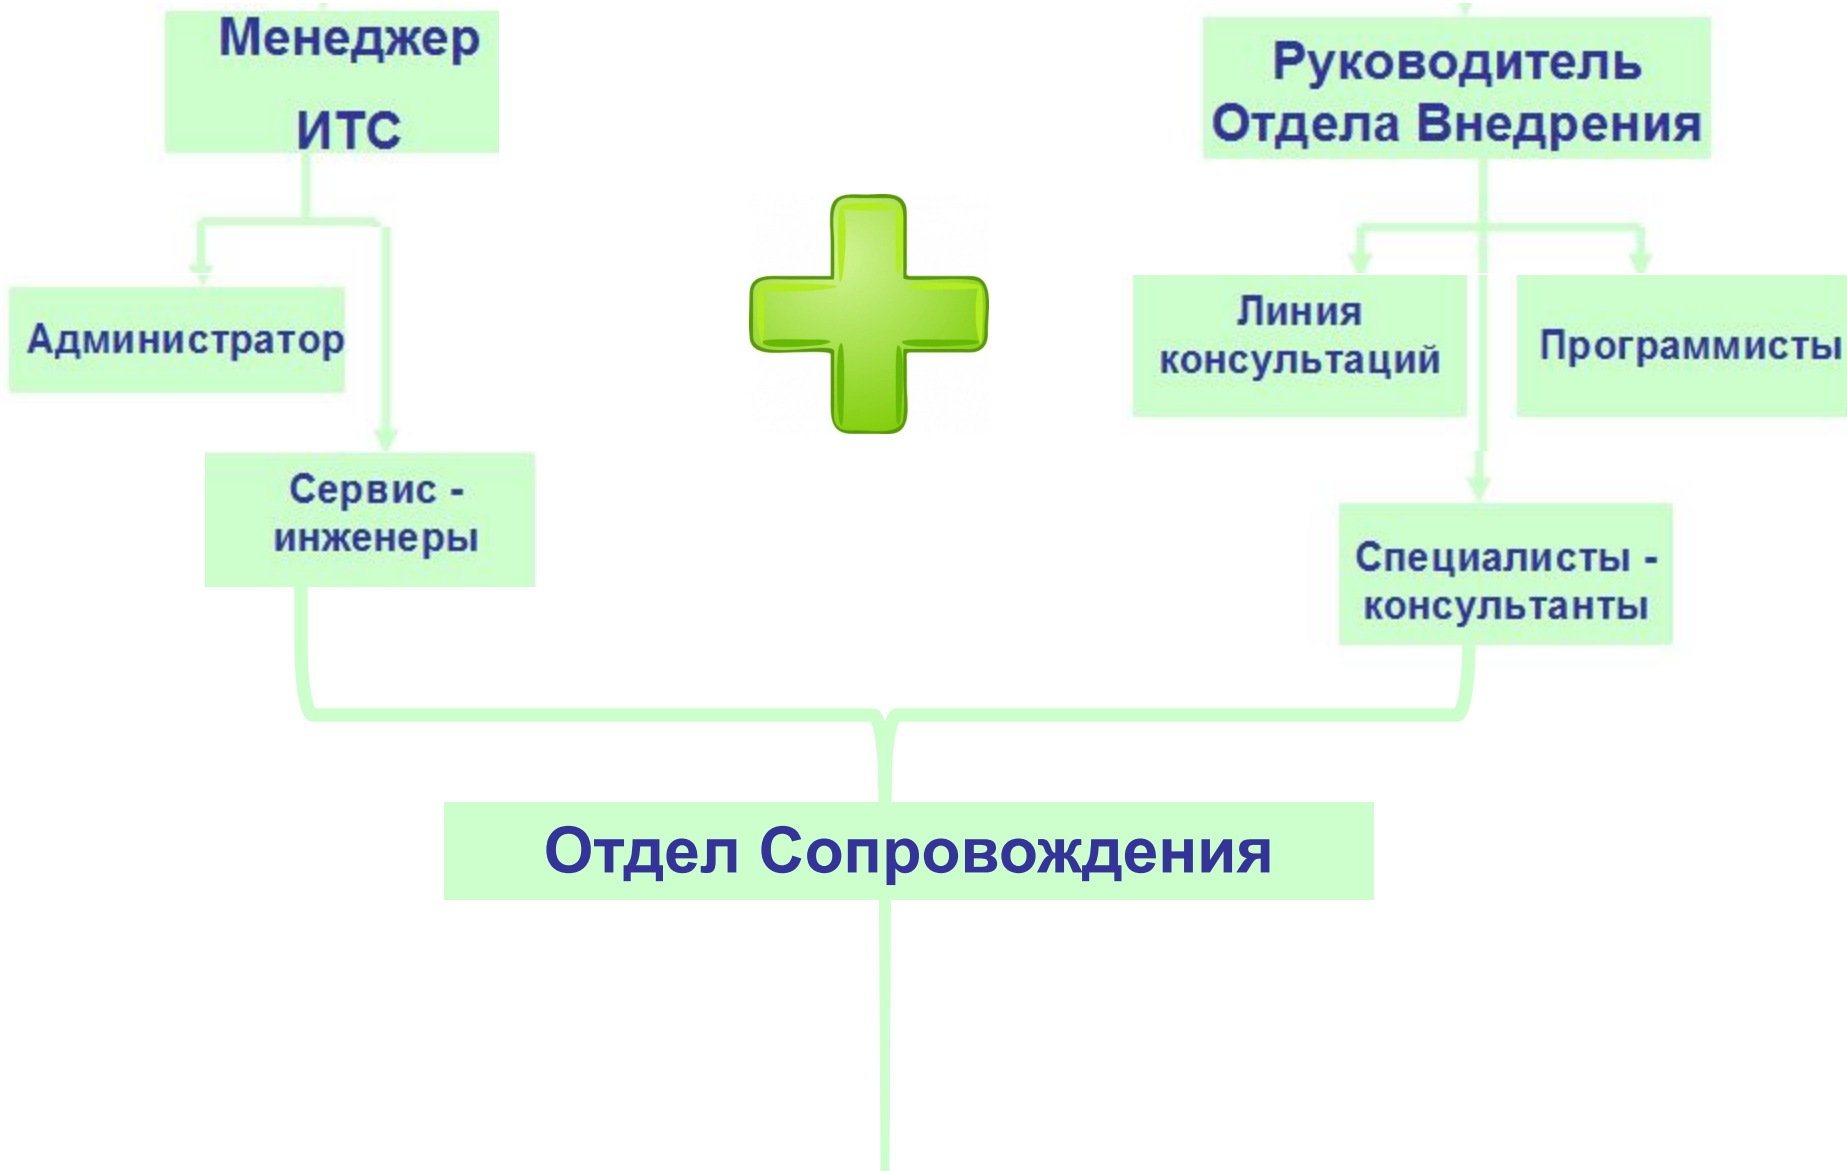 Менеджер
ИТС
Руководитель
Отдела Внедрения
Администратор
Линия
консультаций
Программисты
Сервис -
инженеры
Специалисты -
консультанты
Отдел Сопровождения